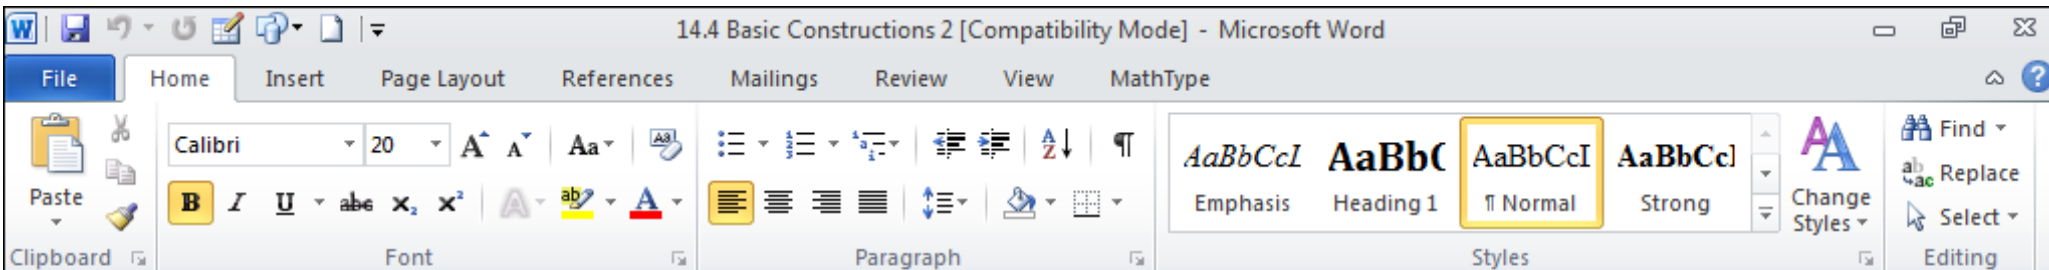 14.4 Basic Constructions 2 [Compatibility Mode] - Microsoft Word
File Home Insert Page Layout References Mailings Review View MathType
Calibri 20 Aa AaBbCcI AaBb( AaBbCcI AaBbCcl Find
Paste B I U abc x₂ x² ab A Emphasis Heading 1 ¶ Normal Strong Change Styles Replace
Select
Clipboard Font Paragraph Styles Editing